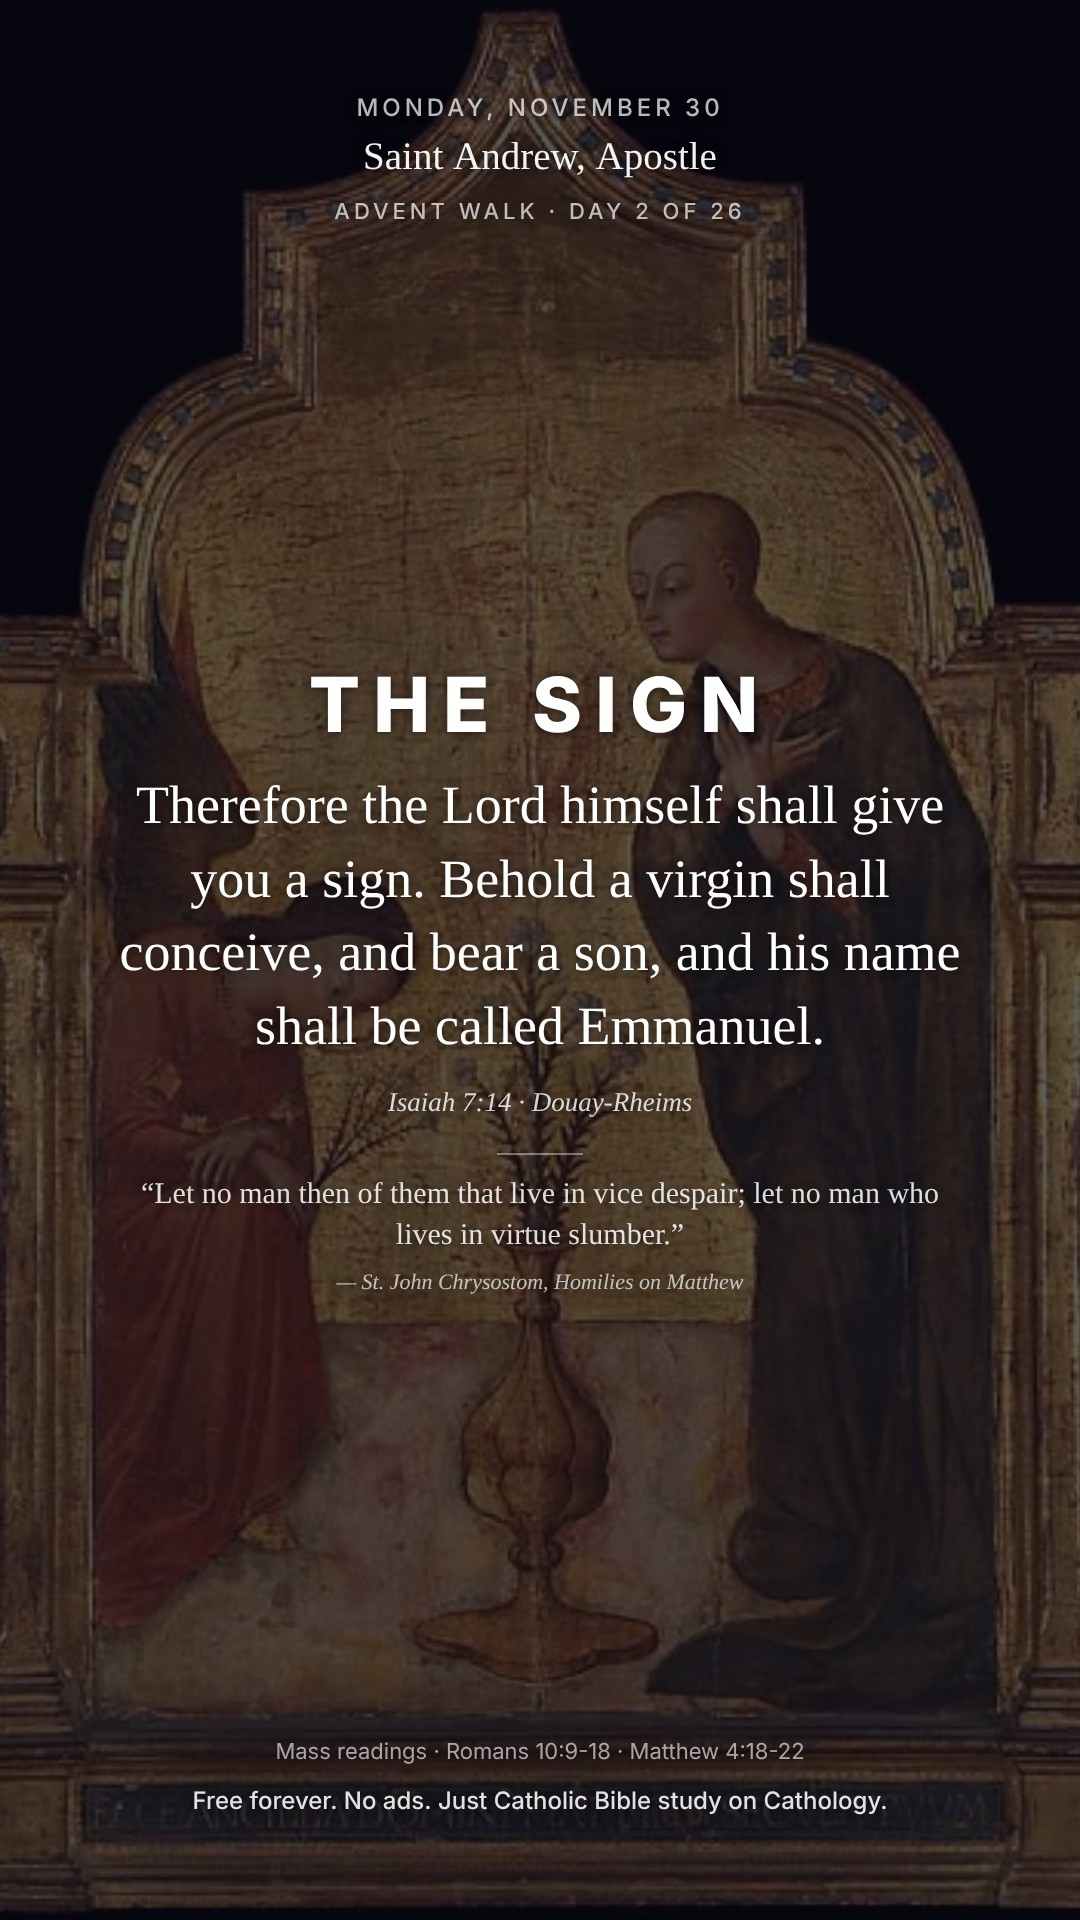 MONDAY, NOVEMBER 30
Saint Andrew, Apostle
ADVENT WALK · DAY 2 OF 26
THE SIGN
Therefore the Lord himself shall give
you a sign. Behold a virgin shall
conceive, and bear a son, and his name
shall be called Emmanuel.
Isaiah 7:14 · Douay-Rheims
“Let no man then of them that live in vice despair; let no man who
lives in virtue slumber.”
— St. John Chrysostom, Homilies on Matthew
Mass readings · Romans 10:9-18 · Matthew 4:18-22
Free forever. No ads. Just Catholic Bible study on Cathology.